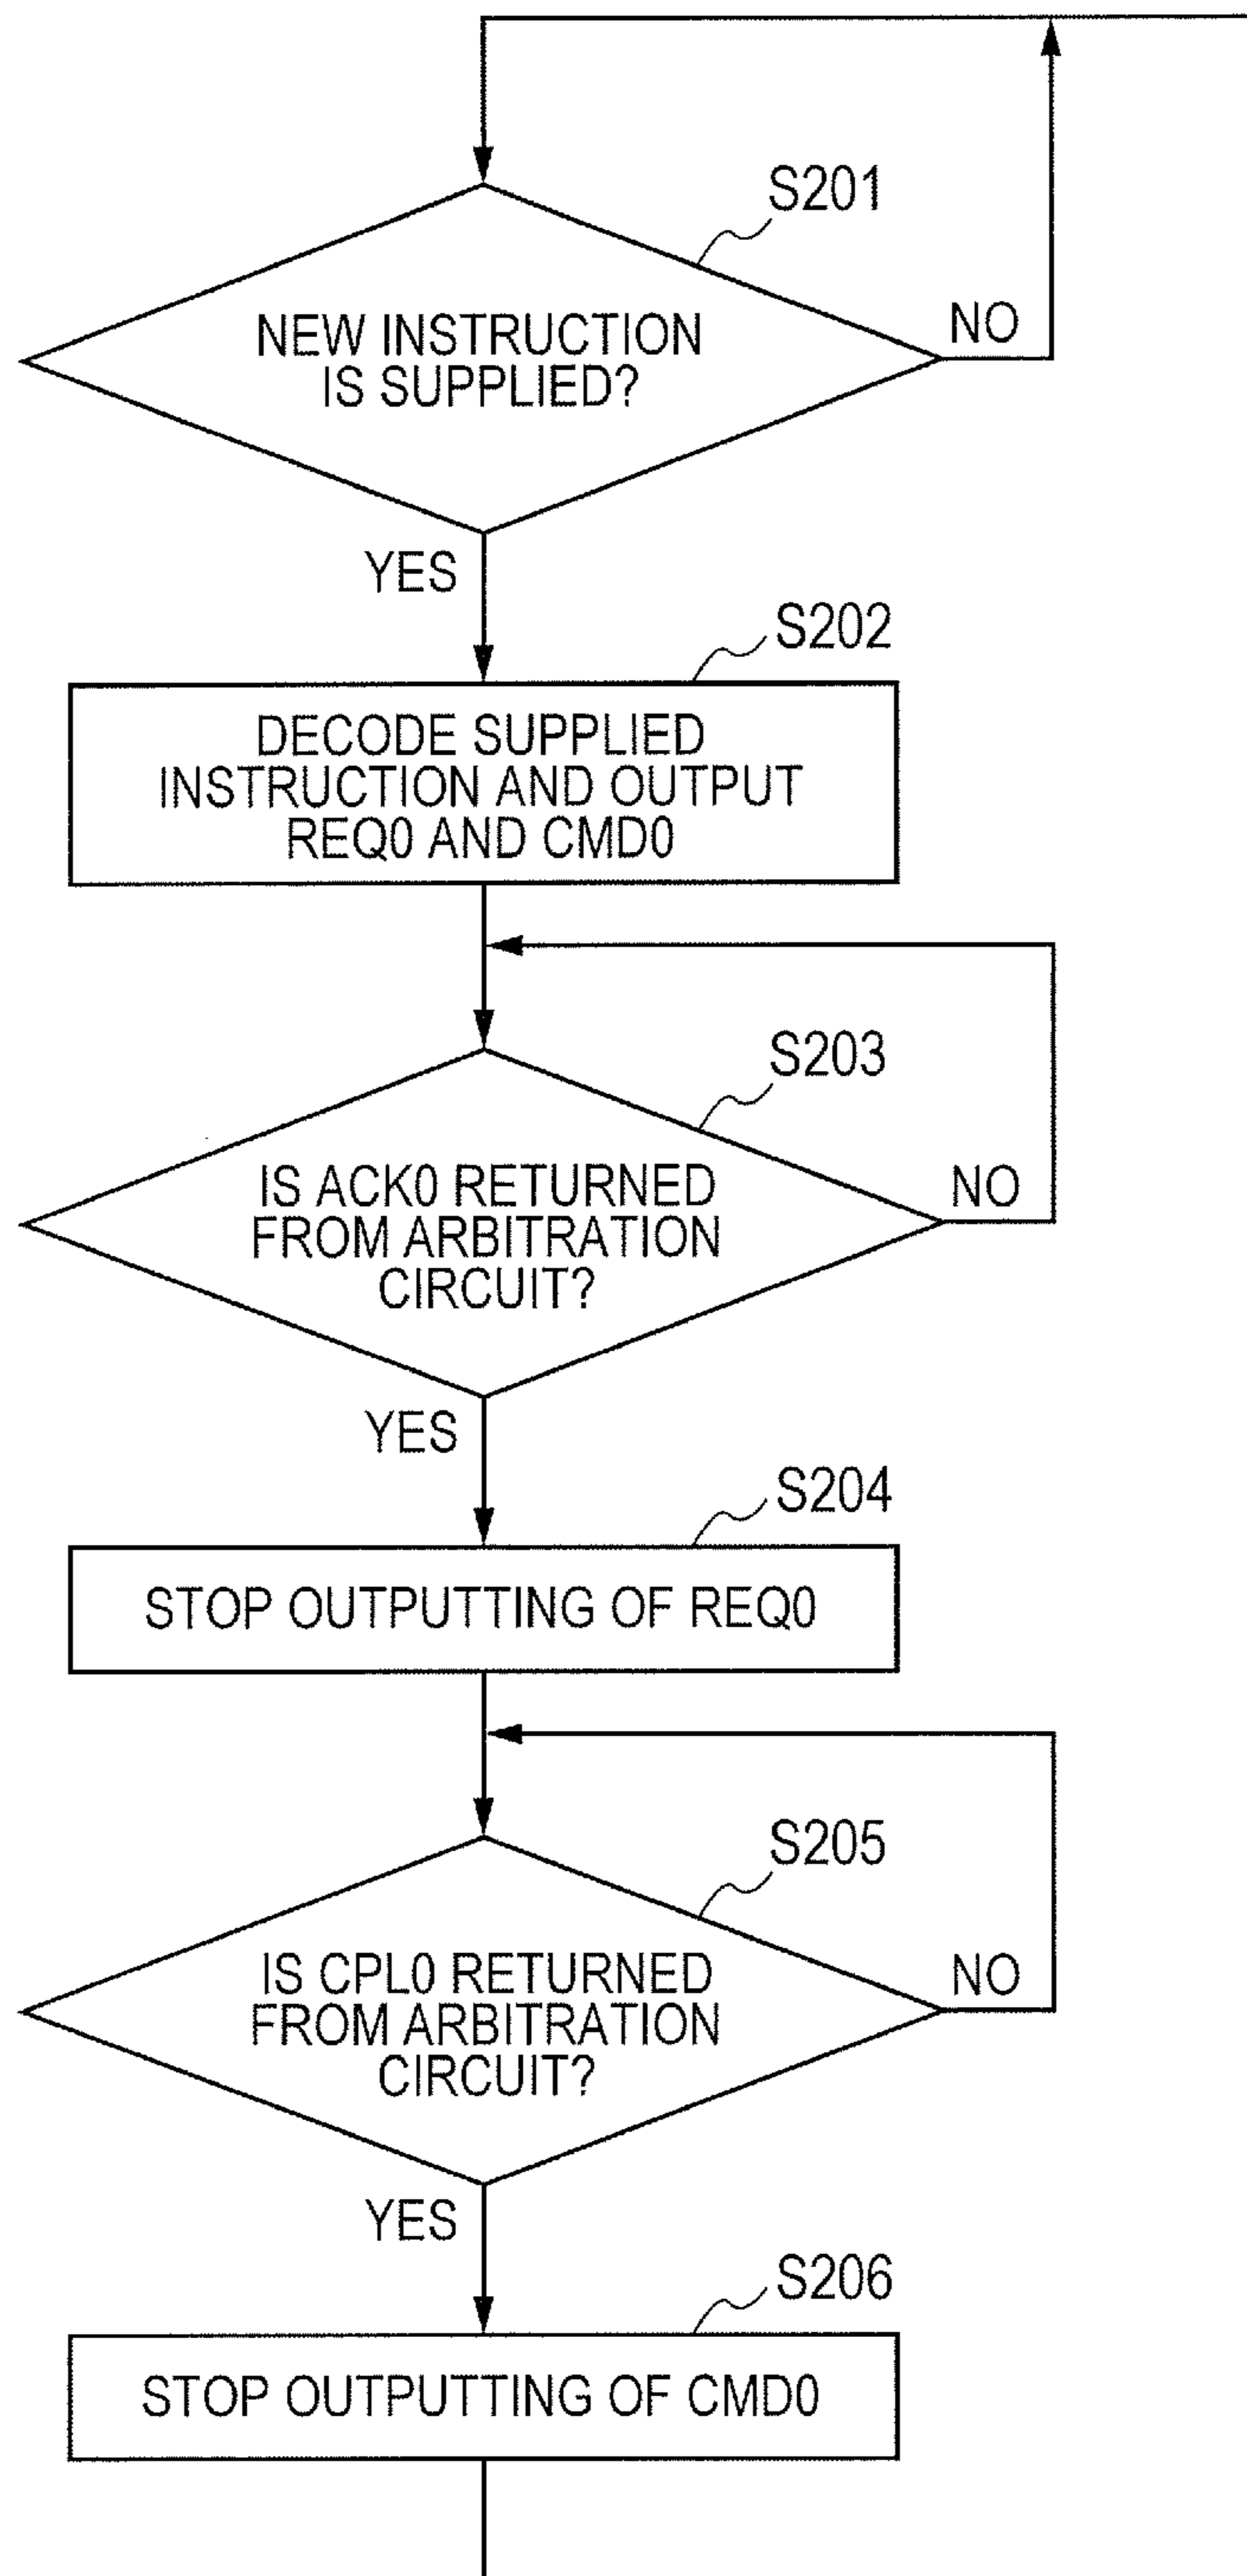 S201
NEW INSTRUCTION
IS SUPPLIED?
NO
YES
S202
DECODE SUPPLIED
INSTRUCTION AND OUTPUT
REQ0 AND CMD0
S203
IS ACK0 RETURNED
FROM ARBITRATION
CIRCUIT?
NO
YES
S204
STOP OUTPUTTING OF REQ0
S205
IS CPL0 RETURNED
FROM ARBITRATION
CIRCUIT?
NO
YES
S206
STOP OUTPUTTING OF CMD0